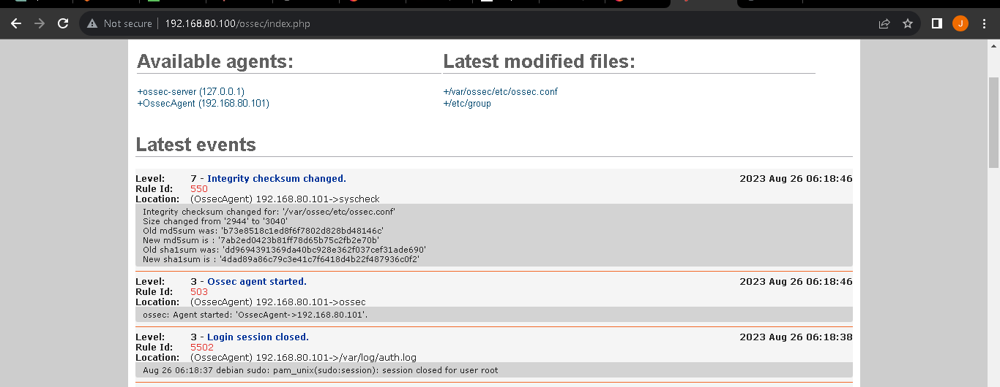 Not secure | 192.168.80.100/ossec/index.php
J
Available agents:
+ossec-server (127.0.0.1)
+OssecAgent (192.168.80.101)
Latest modified files:
+/var/ossec/etc/ossec.conf
+/etc/group
Latest events
Level: 7 - Integrity checksum changed. 2023 Aug 26 06:18:46
Rule Id: 550
Location: (OssecAgent) 192.168.80.101->syscheck
Integrity checksum changed for: '/var/ossec/etc/ossec.conf'
Size changed from '2944' to '3040'
Old md5sum was: 'b73e8518c1ed8f6f7802d828bd48146c'
New md5sum is : '7ab2ed0423b81ff78d65b75c2fb2e70b'
Old sha1sum was: 'dd9694391369da40bc928e362f037cef31ade690'
New sha1sum is : '4dad89a86c79c3e41c7f6418d4b22f487936c0f2'
Level: 3 - Ossec agent started. 2023 Aug 26 06:18:46
Rule Id: 503
Location: (OssecAgent) 192.168.80.101->ossec
ossec: Agent started: 'OssecAgent->192.168.80.101'.
Level: 3 - Login session closed. 2023 Aug 26 06:18:38
Rule Id: 5502
Location: (OssecAgent) 192.168.80.101->/var/log/auth.log
Aug 26 06:18:37 debian sudo: pam_unix(sudo:session): session closed for user root